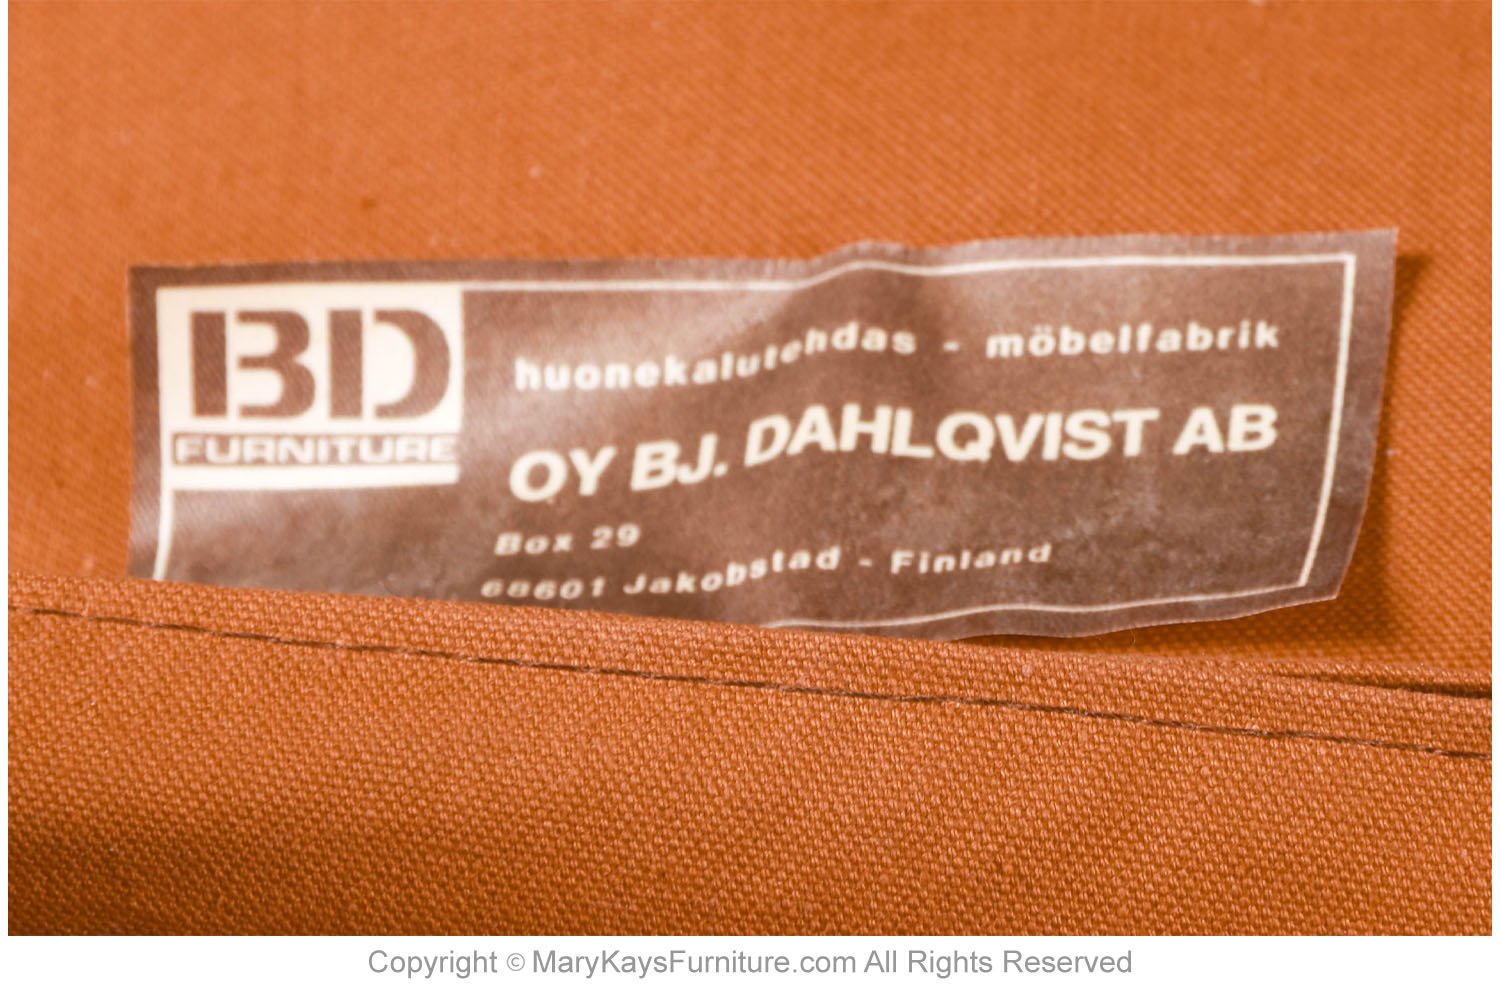 BD
FURNITURE
huonekalutehdas - möbelfabrik
OY BJ. DAHLQVIST AB
Box 29
68601 Jakobstad - Finland
Copyright © MaryKaysFurniture.com All Rights Reserved